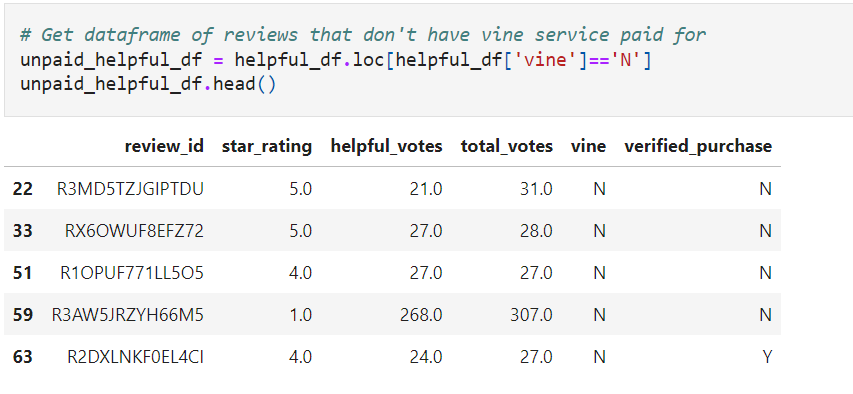 # Get dataframe of reviews that don't have vine service paid for
unpaid_helpful_df = helpful_df.loc[helpful_df['vine']=='N']
unpaid_helpful_df.head()
review_id star_rating helpful_votes total_votes vine verified_purchase
22 R3MD5TZJGIPTDU 5.0 21.0 31.0 N N
33 RX6OWUF8EFZ72 5.0 27.0 28.0 N N
51 R1OPUF771LL5O5 4.0 27.0 27.0 N N
59 R3AW5JRZYH66M5 1.0 268.0 307.0 N N
63 R2DXLNKF0EL4CI 4.0 24.0 27.0 N Y